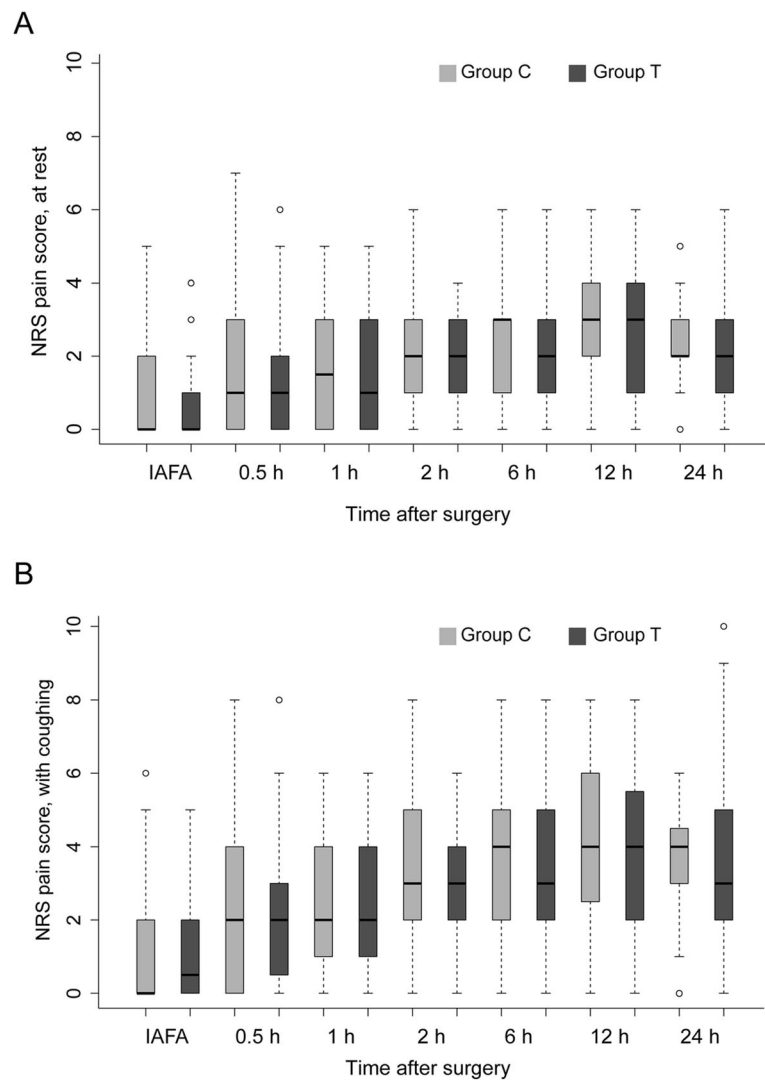 A
NRS pain score, at rest
10
8
6
4
2
0
Group C Group T
IAFA 0.5 h 1 h 2 h 6 h 12 h 24 h
Time after surgery
B
NRS pain score, with coughing
10
8
6
4
2
0
Group C Group T
IAFA 0.5 h 1 h 2 h 6 h 12 h 24 h
Time after surgery